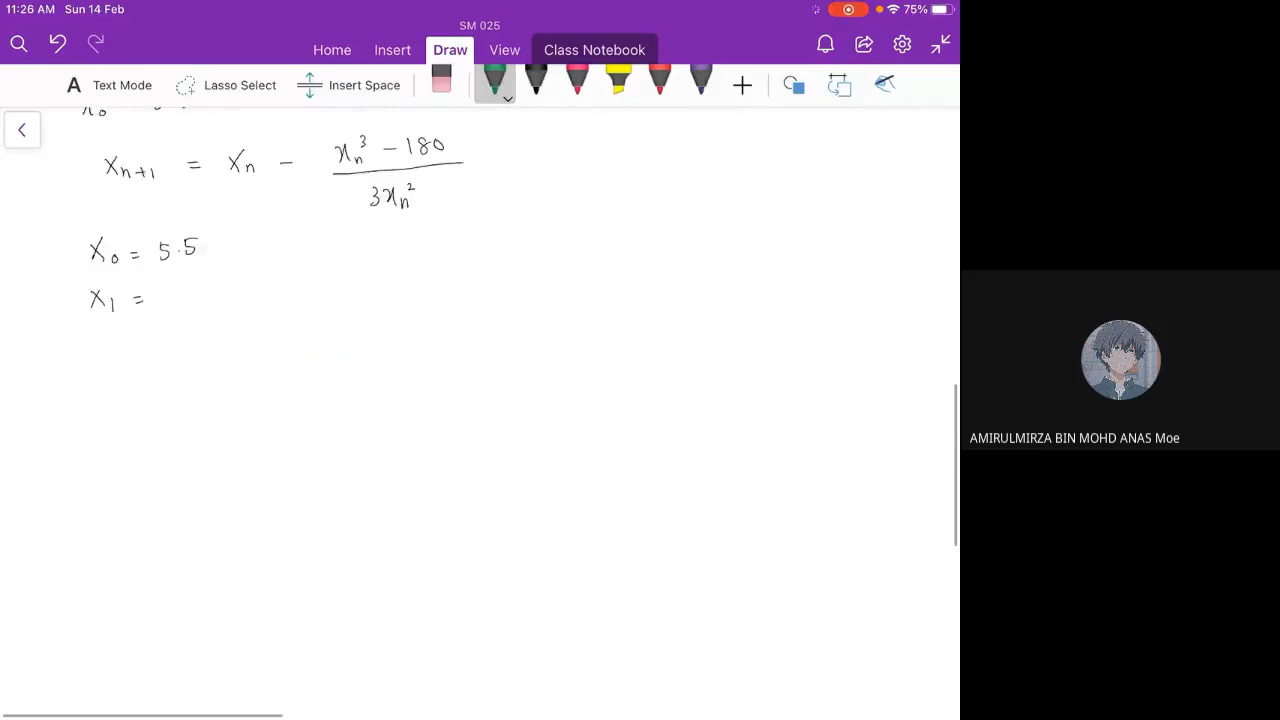 11:26 AM Sun 14 Feb
75%
SM 025
Home Insert Draw View Class Notebook
Text Mode Lasso Select Insert Space
xₙ₊₁ = xₙ - (xₙ³ - 180) / 3xₙ²
x₀ = 5.5
x₁ =
AMIRULMIRZA BIN MOHD ANAS Moe